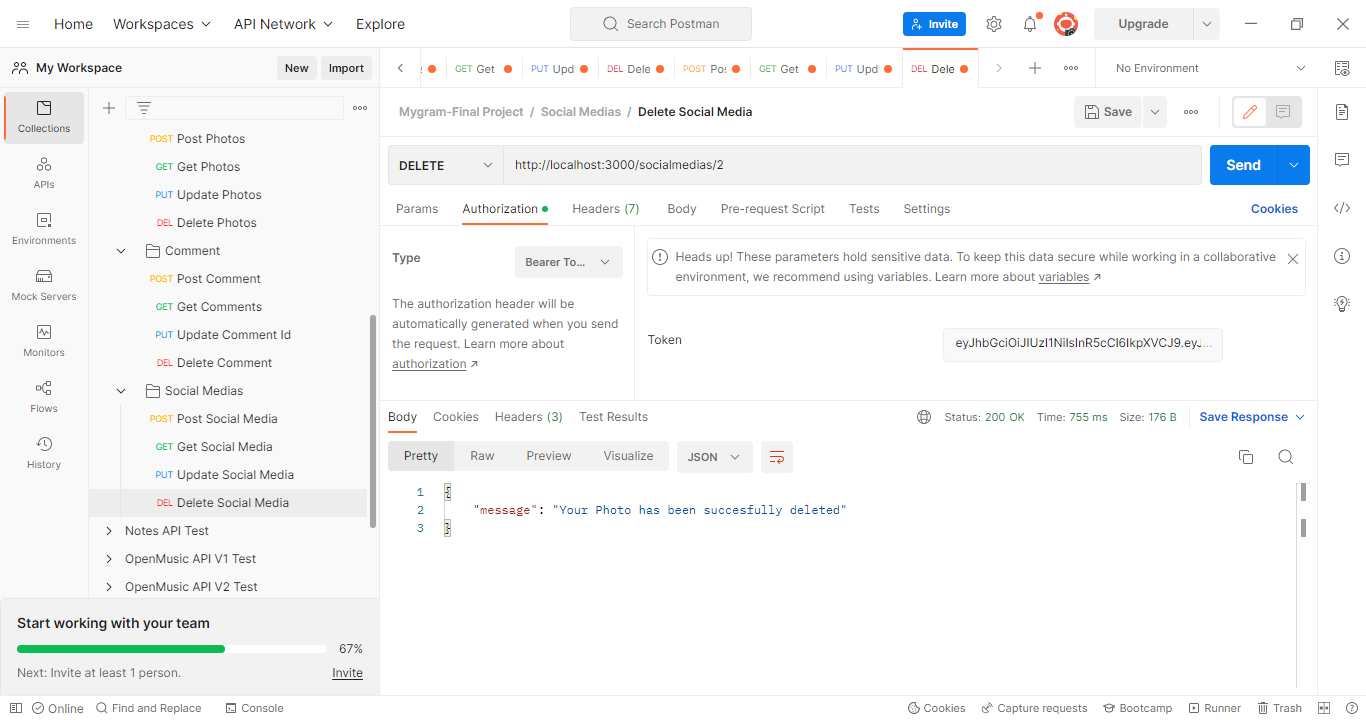 Home Workspaces API Network Explore Search Postman Invite Upgrade
My Workspace New Import
GET Get PUT Upd DEL Dele POST Pos GET Get PUT Upd DEL Dele No Environment
Mygram-Final Project / Social Medias / Delete Social Media Save
DELETE http://localhost:3000/socialmedias/2 Send
Params Authorization Headers (7) Body Pre-request Script Tests Settings Cookies
Type Bearer To...
The authorization header will be
automatically generated when you send
the request. Learn more about
authorization ↗
Heads up! These parameters hold sensitive data. To keep this data secure while working in a collaborative
environment, we recommend using variables. Learn more about variables ↗
Token eyJhbGciOiJIUzI1NiIsInR5cCI6IkpXVCJ9.eyJ...
Body Cookies Headers (3) Test Results Status: 200 OK Time: 755 ms Size: 176 B Save Response
Pretty Raw Preview Visualize JSON
1 {
2 "message": "Your Photo has been succesfully deleted"
3 }
Collections
APIs
Environments
Mock Servers
Monitors
Flows
History
POST Post Photos
GET Get Photos
PUT Update Photos
DEL Delete Photos
Comment
POST Post Comment
GET Get Comments
PUT Update Comment Id
DEL Delete Comment
Social Medias
POST Post Social Media
GET Get Social Media
PUT Update Social Media
DEL Delete Social Media
Notes API Test
OpenMusic API V1 Test
OpenMusic API V2 Test
Start working with your team
67%
Next: Invite at least 1 person. Invite
Online Find and Replace Console Cookies Capture requests Bootcamp Runner Trash